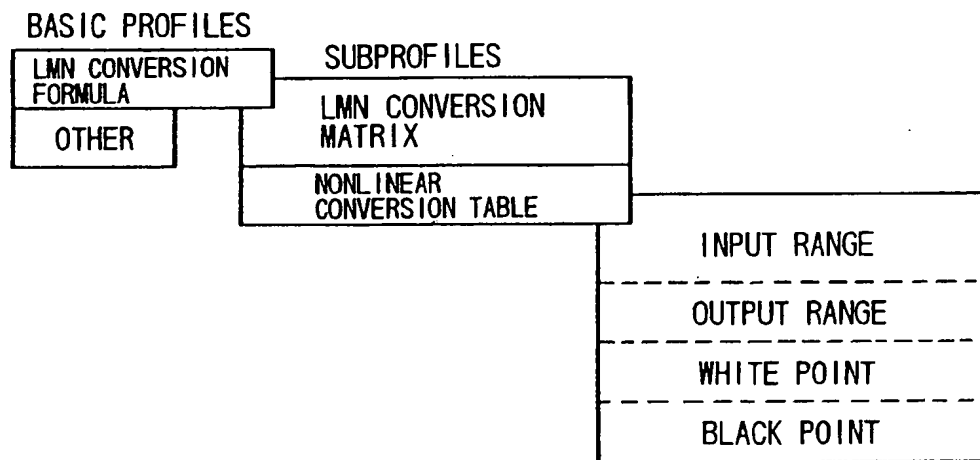 BASIC PROFILES
LMN CONVERSION
FORMULA
OTHER
SUBPROFILES
LMN CONVERSION
MATRIX
NONLINEAR
CONVERSION TABLE
INPUT RANGE
OUTPUT RANGE
WHITE POINT
BLACK POINT